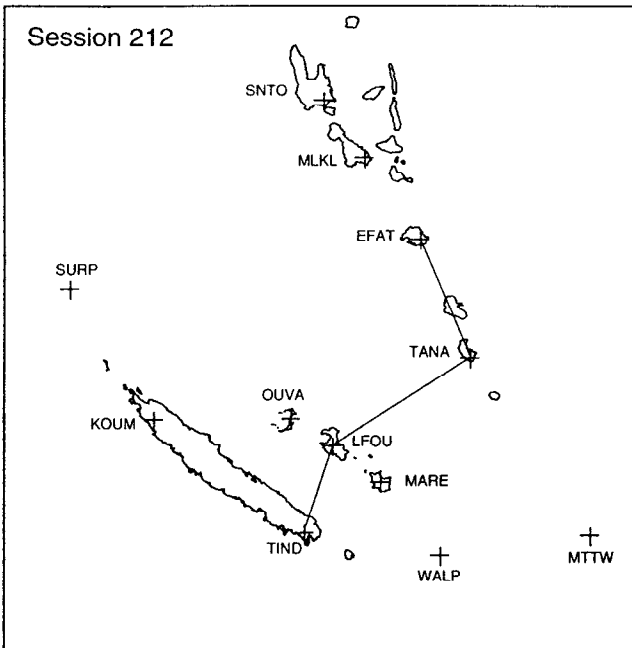 Session 212
SNTO
MLKL
EFAT
SURP
TANA
OUVA
KOUM
LFOU
MARE
TIND
WALP
MTTW